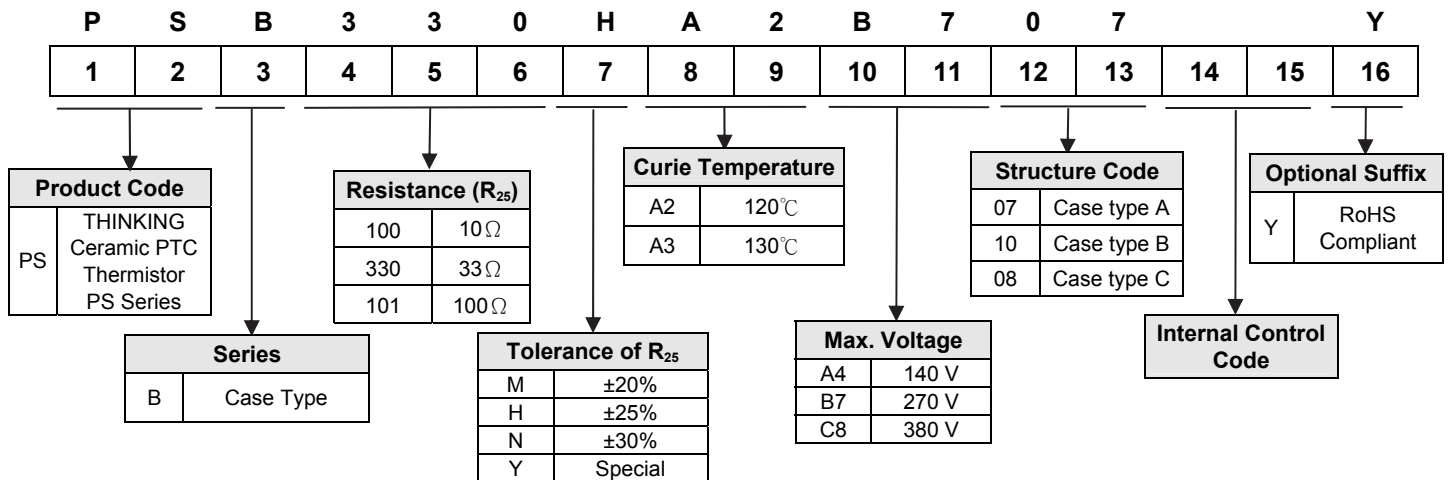 P S B 3 3 0 H A 2 B 7 0 7 Y
1 2 3 4 5 6 7 8 9 10 11 12 13 14 15 16
Product Code
PS THINKING
Ceramic PTC
Thermistor
PS Series
Series
B Case Type
Resistance (R₂₅)
100 10Ω
330 33Ω
101 100Ω
Tolerance of R₂₅
M ±20%
H ±25%
N ±30%
Y Special
Curie Temperature
A2 120℃
A3 130℃
Max. Voltage
A4 140 V
B7 270 V
C8 380 V
Structure Code
07 Case type A
10 Case type B
08 Case type C
Internal Control
Code
Optional Suffix
Y RoHS
Compliant